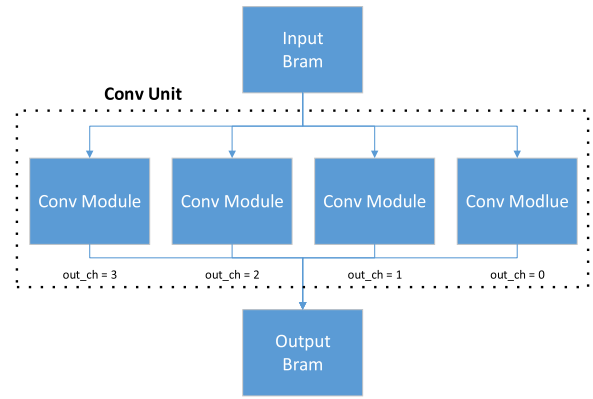 Input
Bram
Conv Unit
Conv Module
Conv Module
Conv Module
Conv Modlue
out_ch = 3
out_ch = 2
out_ch = 1
out_ch = 0
Output
Bram